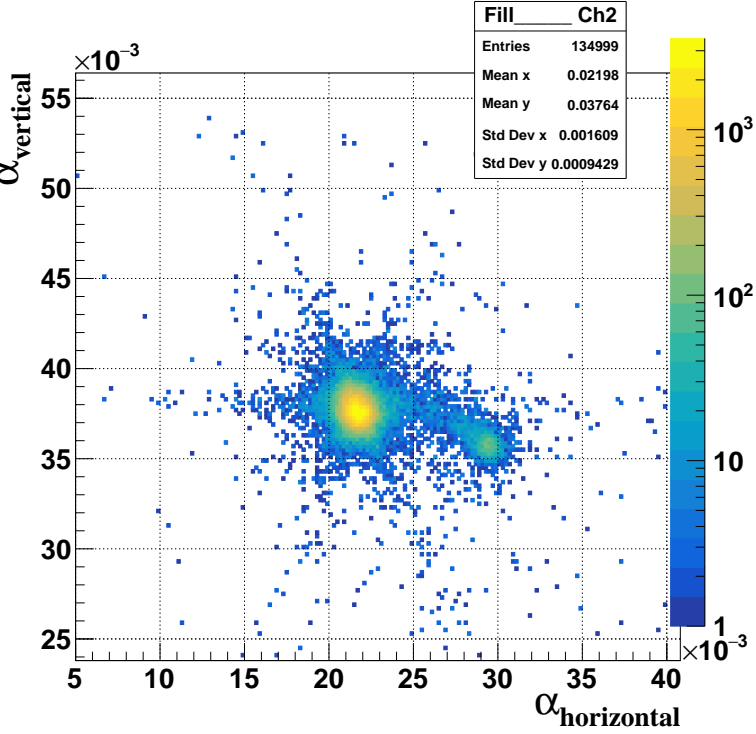 Fill_____ Ch2
Entries 134999
Mean x 0.02198
Mean y 0.03764
Std Dev x 0.001609
Std Dev y 0.0009429
×10⁻³
α_vertical
55
50
45
40
35
30
25
5 10 15 20 25 30 35 40
×10⁻³
α_horizontal
10³
10²
10
1